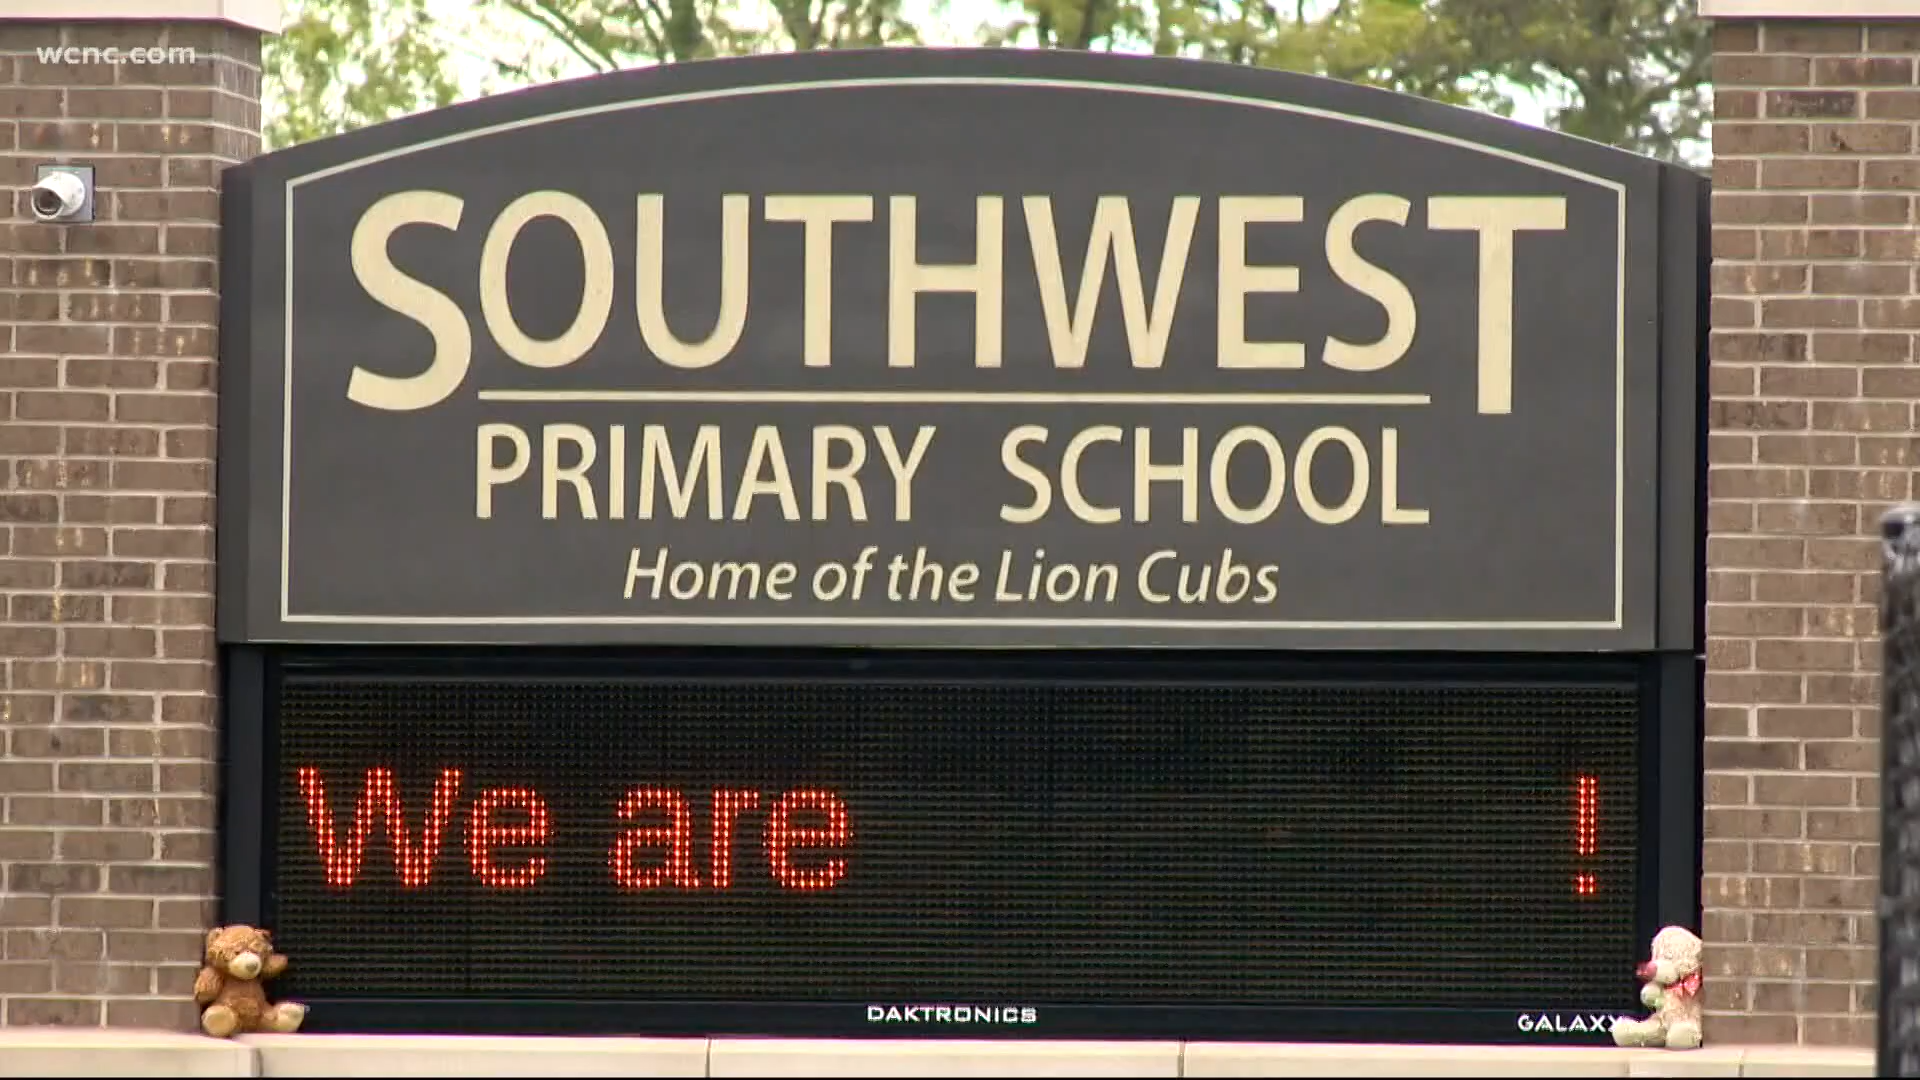 wcnc.com
SOUTHWEST
PRIMARY SCHOOL
Home of the Lion Cubs
We are !
DAKTRONICS
GALAXY